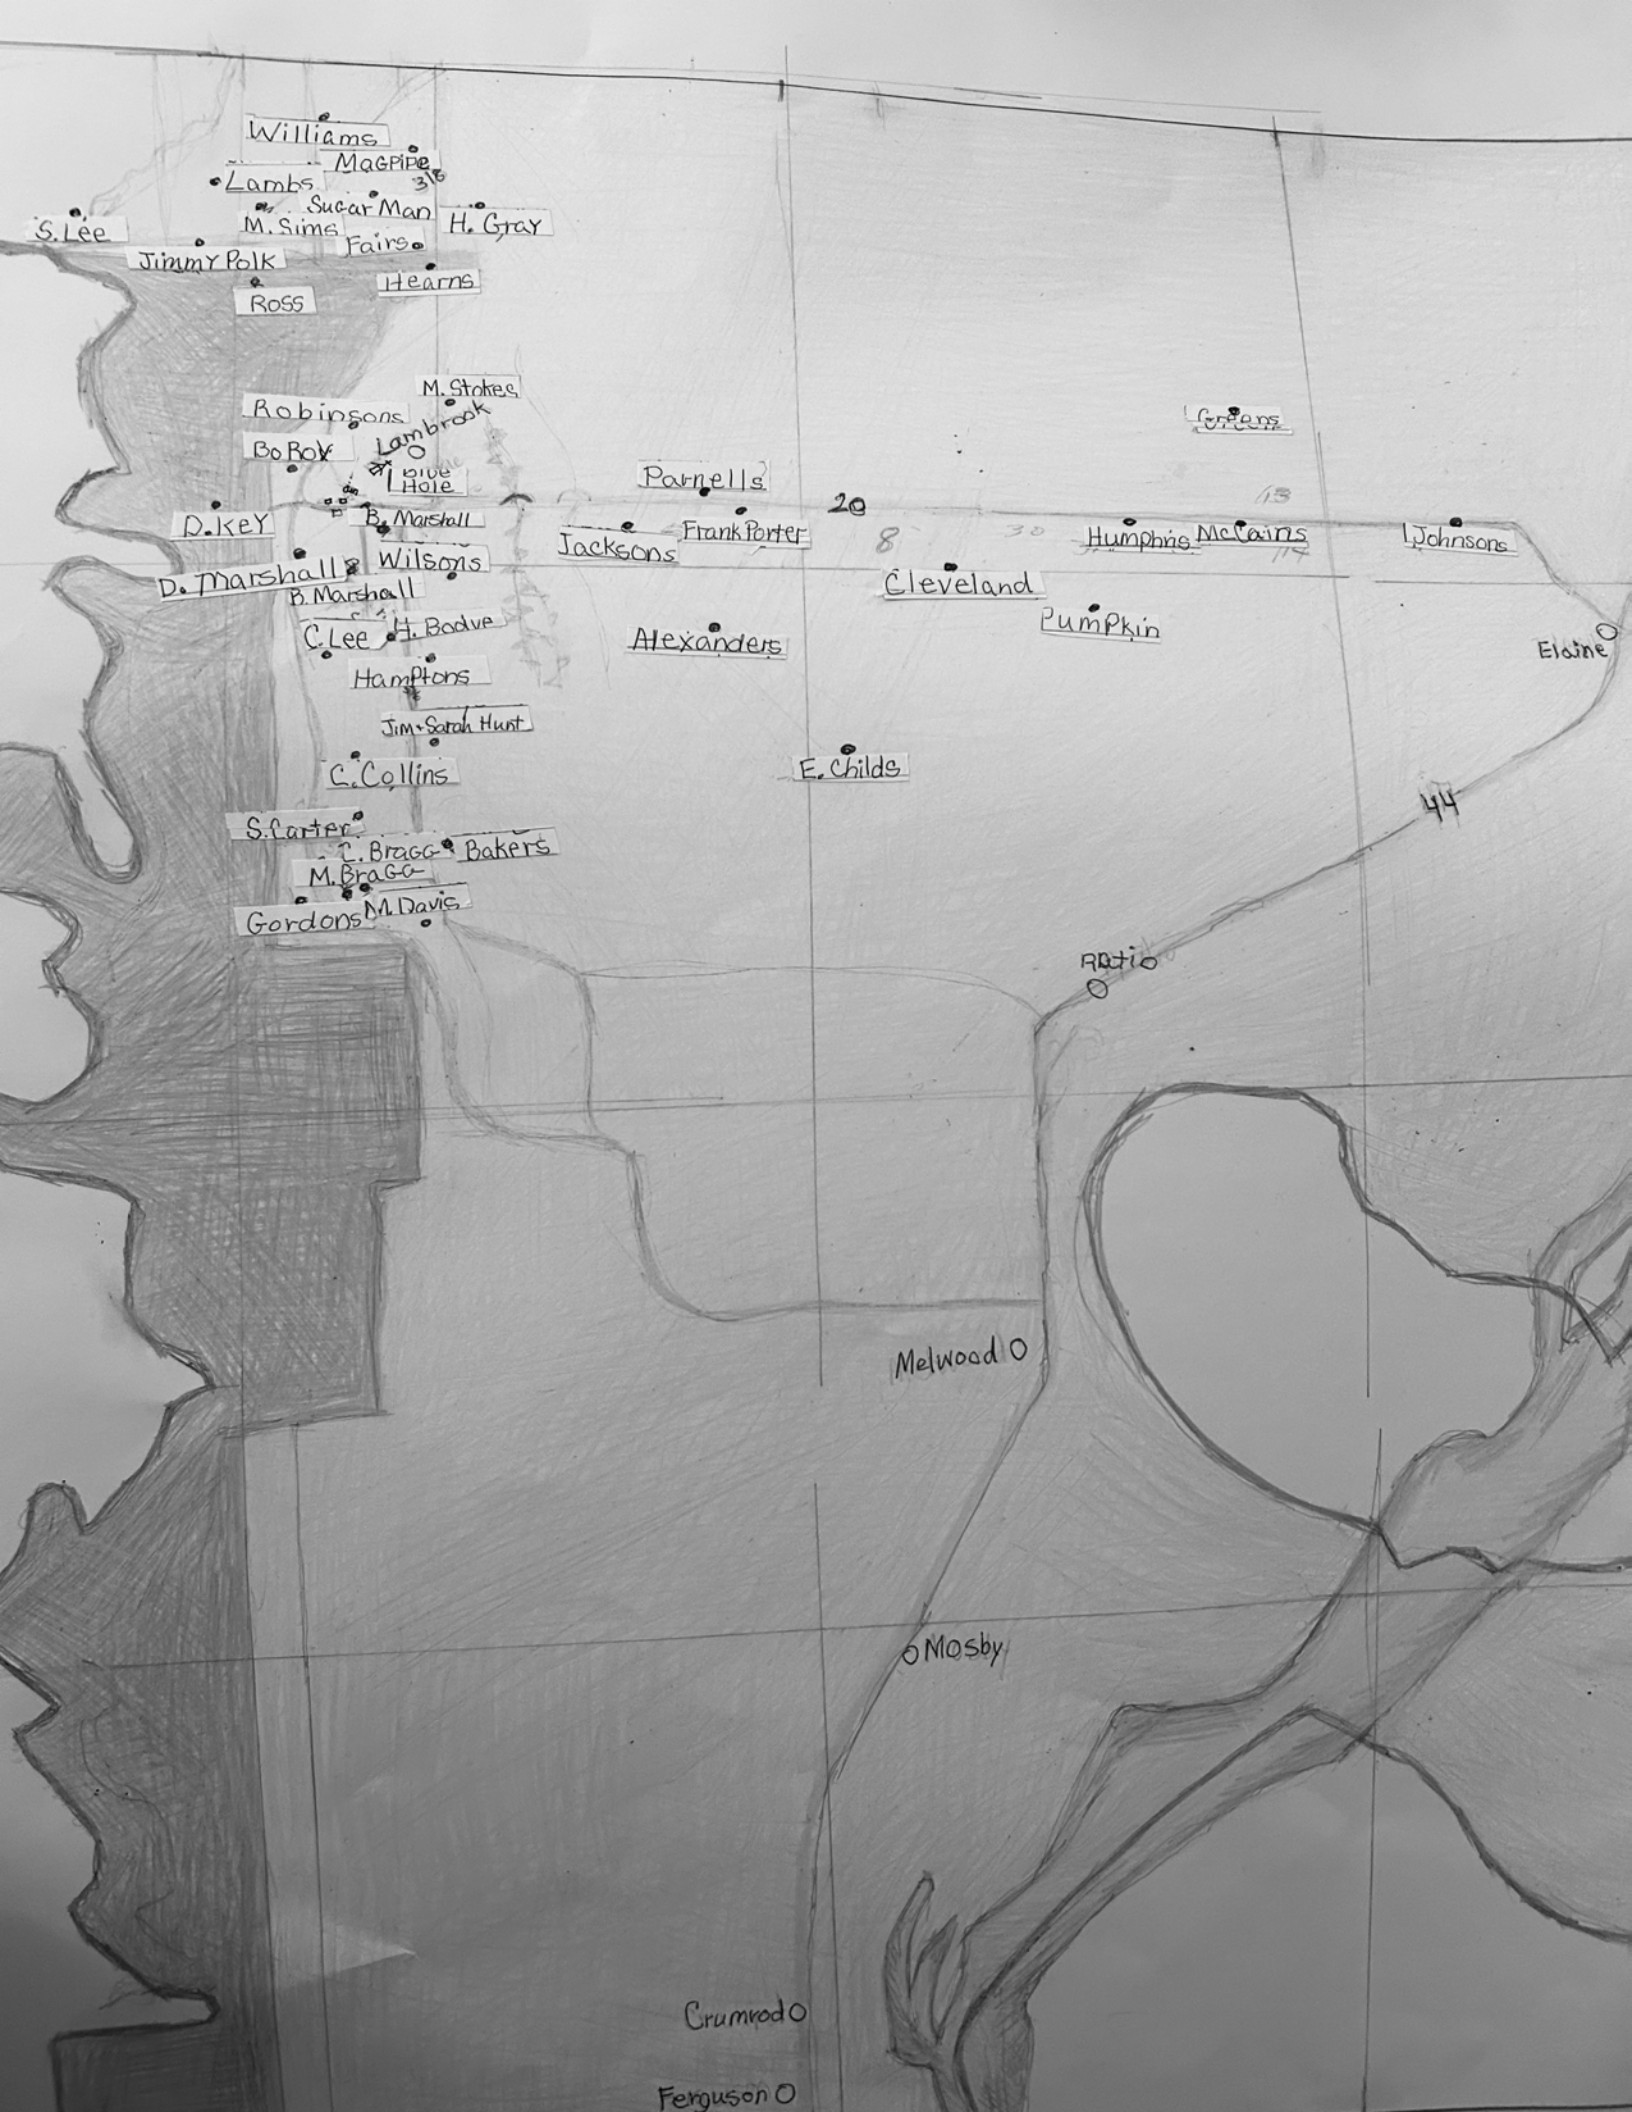 Williams
MaGPiPe
318
Lambs
Sugar Man
S. Lee
M. Sims
H. Gray
Fairs
Jimmy Polk
Hearns
Ross
M. Stokes
Robinsons
Lambrook
Greens
Bo Roy
Blue
Hole
Parnells
20
13
D. Key
B. Marshall
Jacksons
Frank Porter
8
30
Humphris
McCains
Johnsons
Wilsons
D. Marshall
B. Marshall
Cleveland
Pumpkin
C. Lee
H. Bodve
Alexanders
Elaine
Hamptons
Jim+Sarah Hunt
C. Collins
E. Childs
44
S. Carter
C. Bragg
Bakers
M. Bragg
M. Davis
Gordons
Ratio
Melwood
Mosby
Crumrod
Ferguson